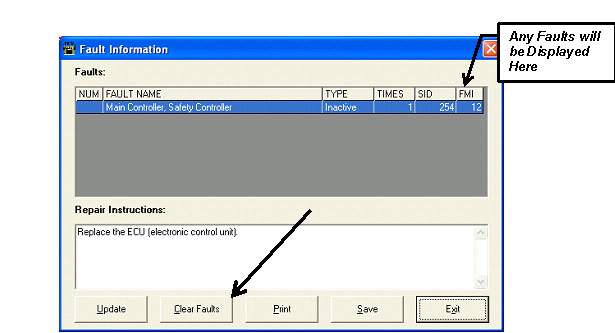 Any Faults will
be Displayed
Here
Fault Information
Faults:
NUM FAULT NAME TYPE TIMES SID FMI
Main Controller, Safety Controller Inactive 1 254 12
Repair Instructions:
Replace the ECU (electronic control unit).
Update Clear Faults Print Save Exit